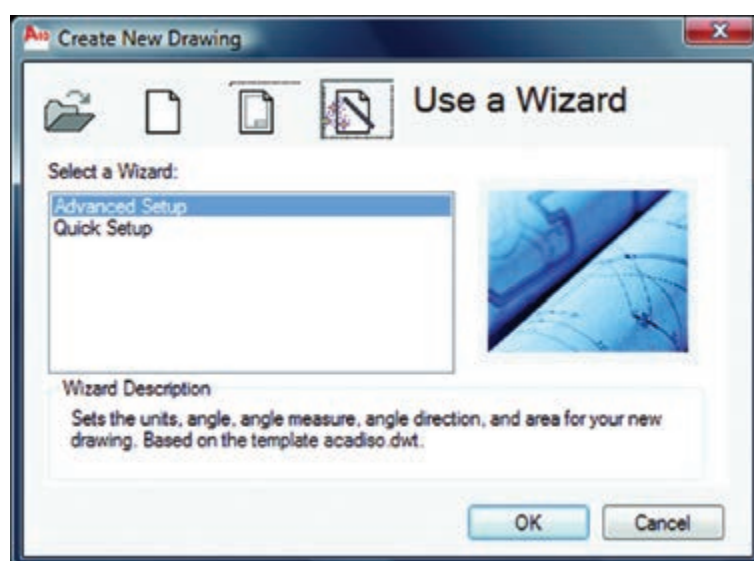 Create New Drawing
Use a Wizard
Select a Wizard:
Advanced Setup
Quick Setup
Wizard Description
Sets the units, angle, angle measure, angle direction, and area for your new
drawing. Based on the template acadiso.dwt.
OK
Cancel